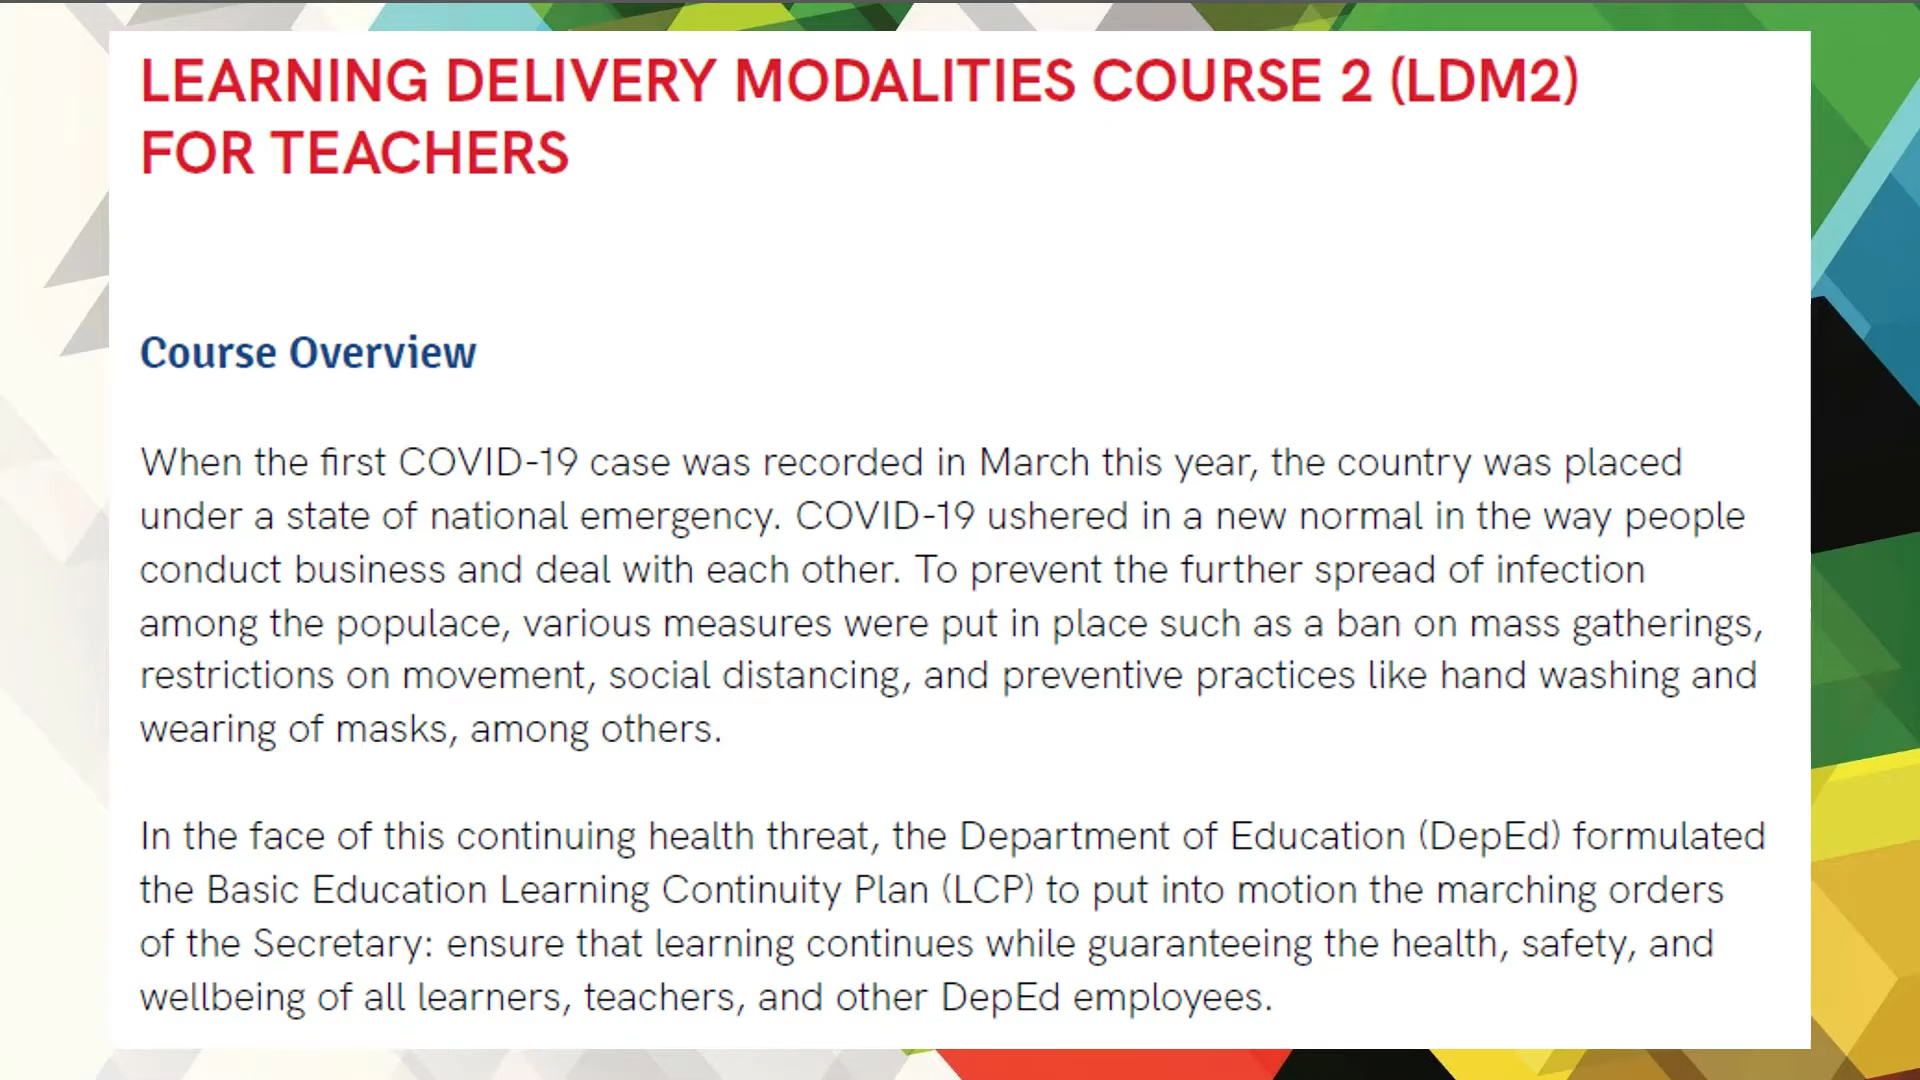 LEARNING DELIVERY MODALITIES COURSE 2 (LDM2)
FOR TEACHERS
Course Overview
When the first COVID-19 case was recorded in March this year, the country was placed
under a state of national emergency. COVID-19 ushered in a new normal in the way people
conduct business and deal with each other. To prevent the further spread of infection
among the populace, various measures were put in place such as a ban on mass gatherings,
restrictions on movement, social distancing, and preventive practices like hand washing and
wearing of masks, among others.
In the face of this continuing health threat, the Department of Education (DepEd) formulated
the Basic Education Learning Continuity Plan (LCP) to put into motion the marching orders
of the Secretary: ensure that learning continues while guaranteeing the health, safety, and
wellbeing of all learners, teachers, and other DepEd employees.